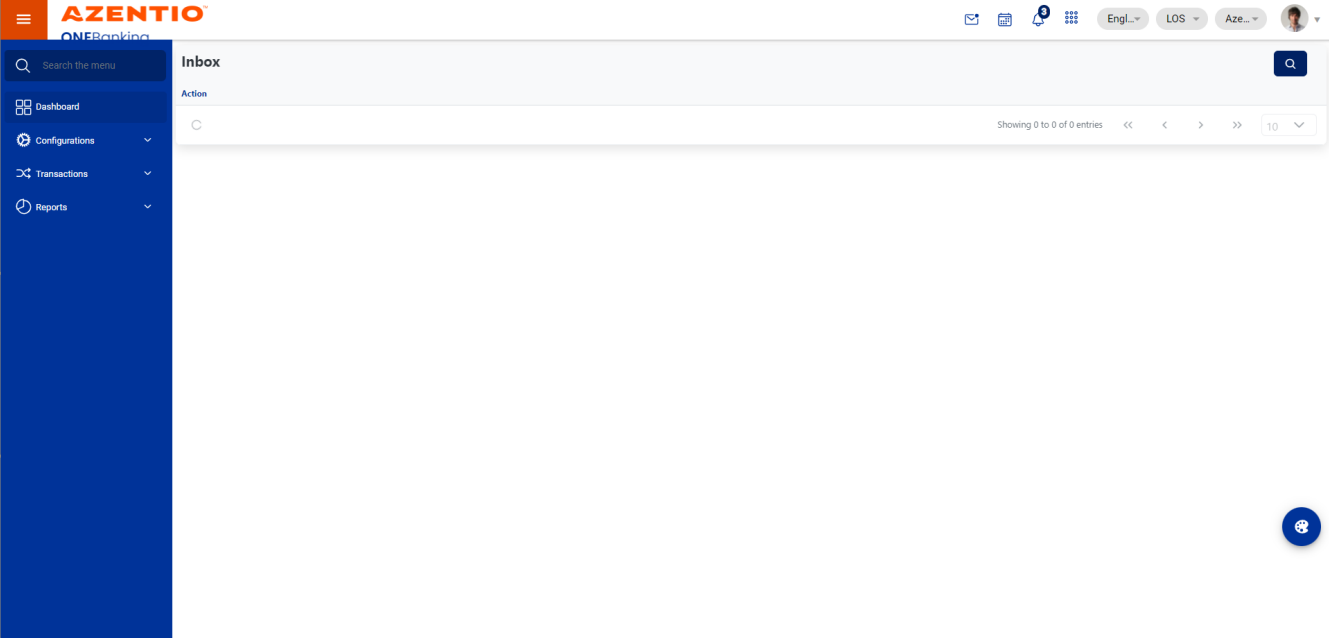 AZENTIO™
ONEBanking
3
Engl...
LOS
Aze...
Search the menu
Inbox
Dashboard
Action
Configurations
Showing 0 to 0 of 0 entries
10
Transactions
Reports